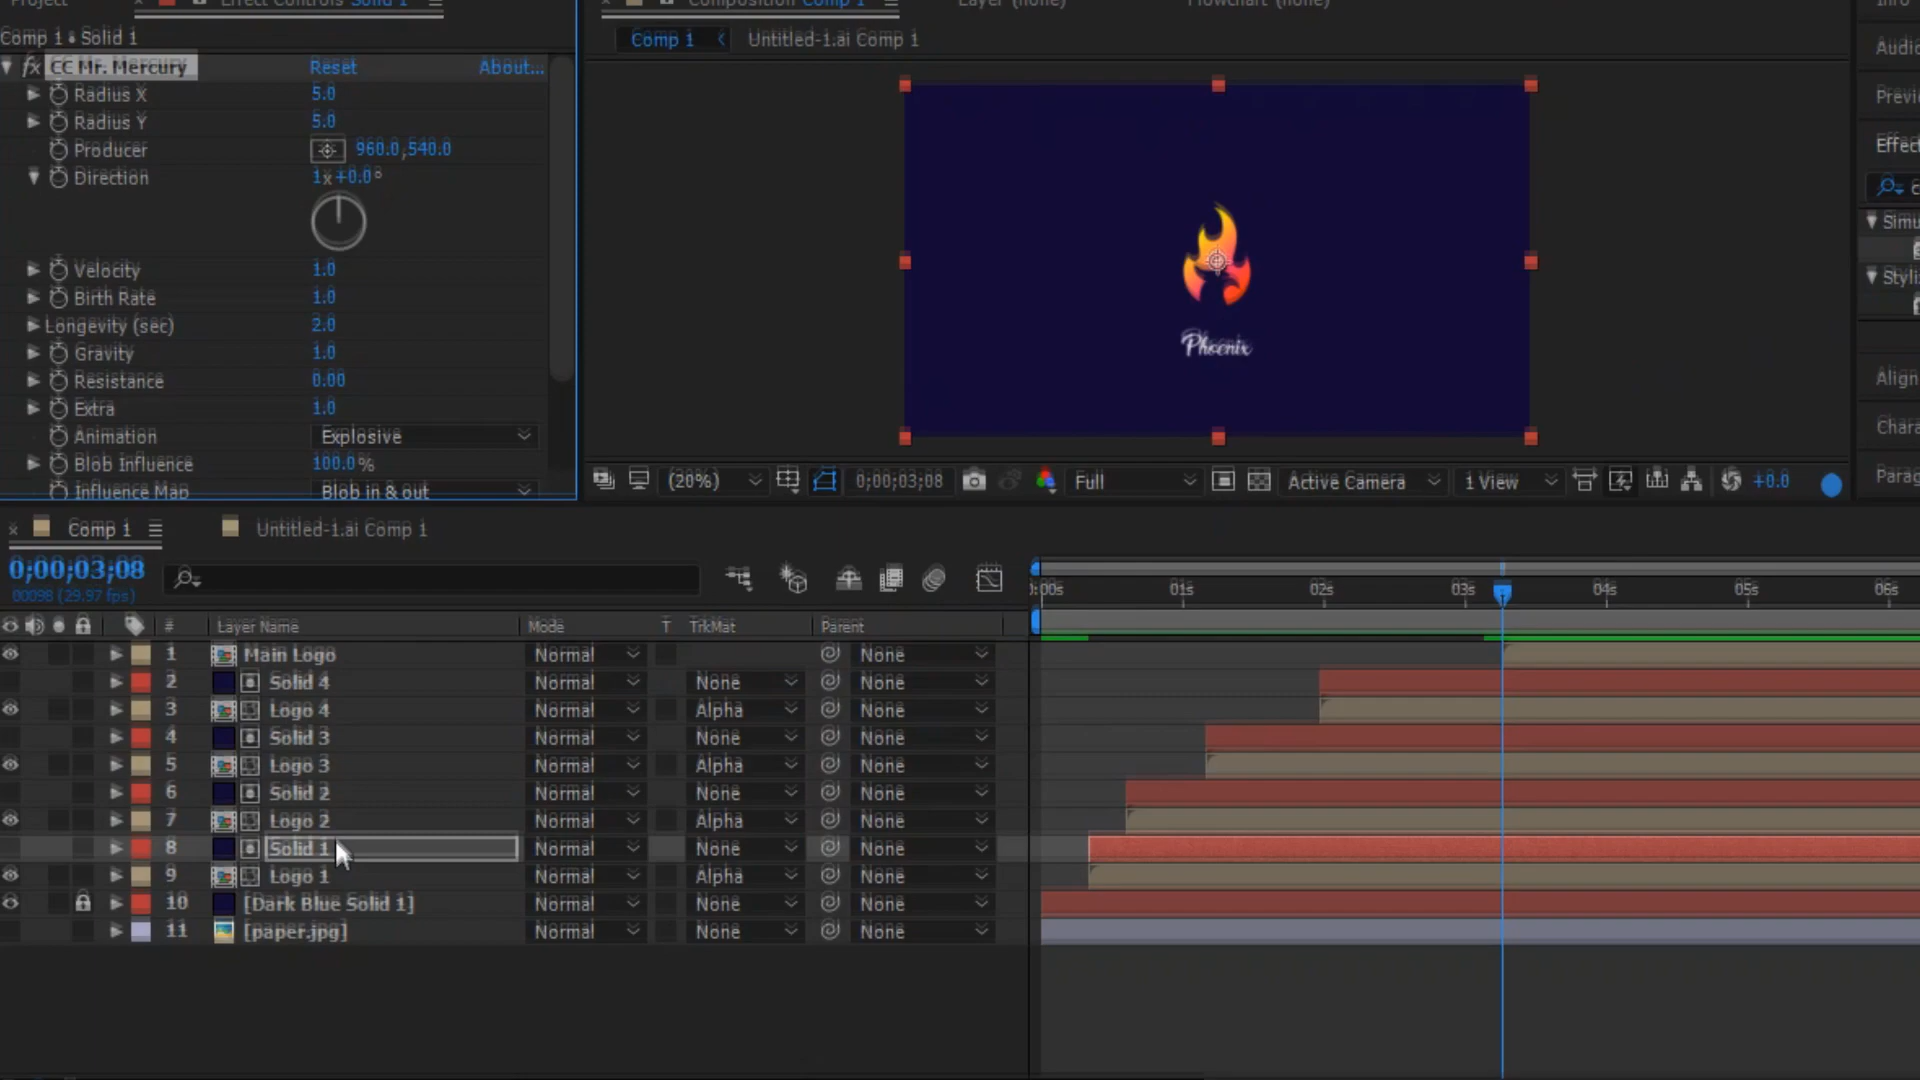 Project
Effect Controls Solid 1
Comp 1 • Solid 1
fx CC Mr. Mercury Reset About...
Radius X 5.0
Radius Y 5.0
Producer 960.0,540.0
Direction 1x+0.0°
Velocity 1.0
Birth Rate 1.0
Longevity (sec) 2.0
Gravity 1.0
Resistance 0.00
Extra 1.0
Animation Explosive
Blob Influence 100.0%
Influence Map Blob in & out
Composition Comp 1
Layer (none)
Flowchart (none)
Comp 1 Untitled-1.ai Comp 1
Phoenix
(20%) 0;00;03;08 Full Active Camera 1 View +0.0
Info
Audio
Previ
Effect
c
Simu
Styli
Align
Chara
Parag
Comp 1 Untitled-1.ai Comp 1
0;00;03;08
00098 (29.97 fps)
# Layer Name Mode T TrkMat Parent
0:00s 01s 02s 03s 04s 05s 06s
1 Main Logo Normal None
2 Solid 4 Normal None None
3 Logo 4 Normal Alpha None
4 Solid 3 Normal None None
5 Logo 3 Normal Alpha None
6 Solid 2 Normal None None
7 Logo 2 Normal Alpha None
8 Solid 1 Normal None None
9 Logo 1 Normal Alpha None
10 [Dark Blue Solid 1] Normal None None
11 [paper.jpg] Normal None None